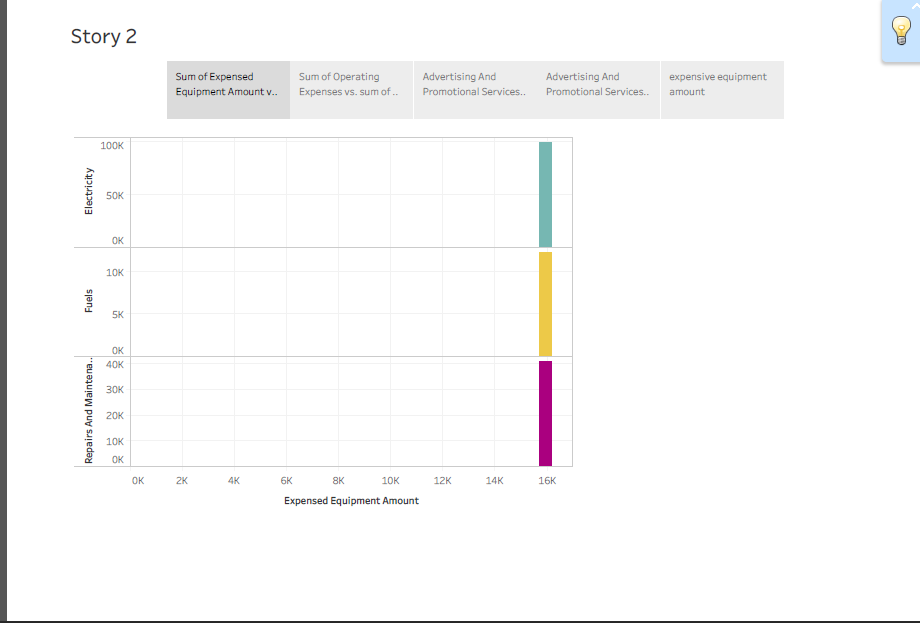 Story 2
Sum of Expensed
Equipment Amount v..
Sum of Operating
Expenses vs. sum of ..
Advertising And
Promotional Services..
Advertising And
Promotional Services..
expensive equipment
amount
Electricity
100K
50K
0K
Fuels
10K
5K
0K
Repairs And Maintena..
40K
30K
20K
10K
0K
0K 2K 4K 6K 8K 10K 12K 14K 16K
Expensed Equipment Amount